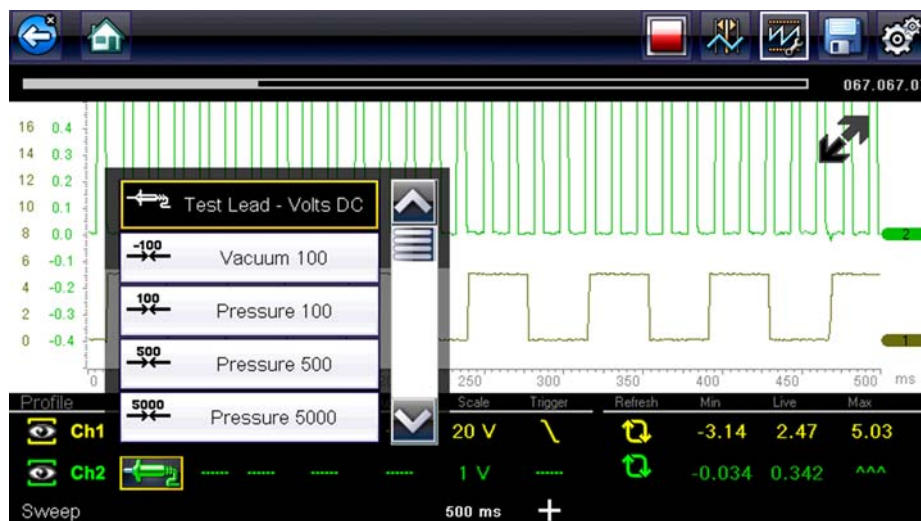 067.067.0
16 0.4
14 0.3
12 0.2
10 0.1
8 0.0
6 -0.1
4 -0.2
2 -0.3
0 -0.4
2
1
Test Lead - Volts DC
-100 Vacuum 100
100 Pressure 100
500 Pressure 500
5000 Pressure 5000
0 250 300 350 400 450 500 ms
Profile Scale Trigger Refresh Min Live Max
Ch1 20 V -3.14 2.47 5.03
Ch2 ------ ----- ------ ------ 1 V ------ -0.034 0.342 ^^^
Sweep 500 ms